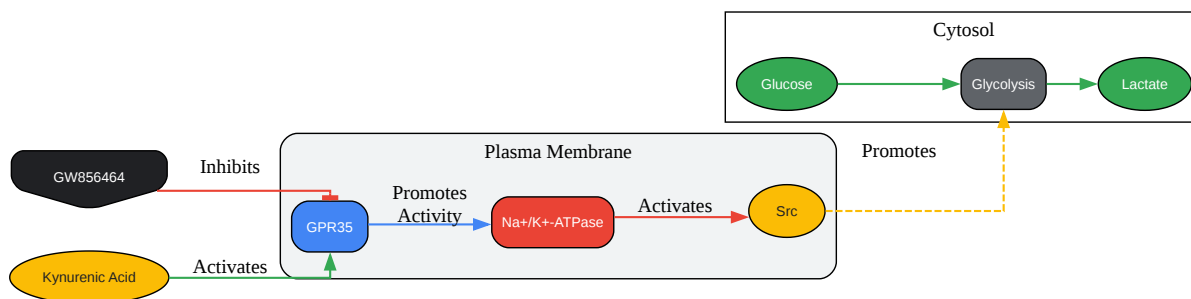 Cytosol
Glucose
Glycolysis
Lactate
Plasma Membrane
Promotes
GW856464
Inhibits
Promotes
Activity
GPR35
Na+/K+-ATPase
Activates
Src
Kynurenic Acid
Activates